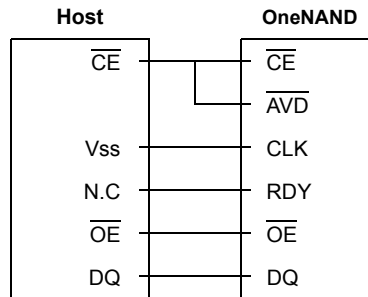 Host OneNAND
CE CE
AVD
Vss CLK
N.C RDY
OE OE
DQ DQ